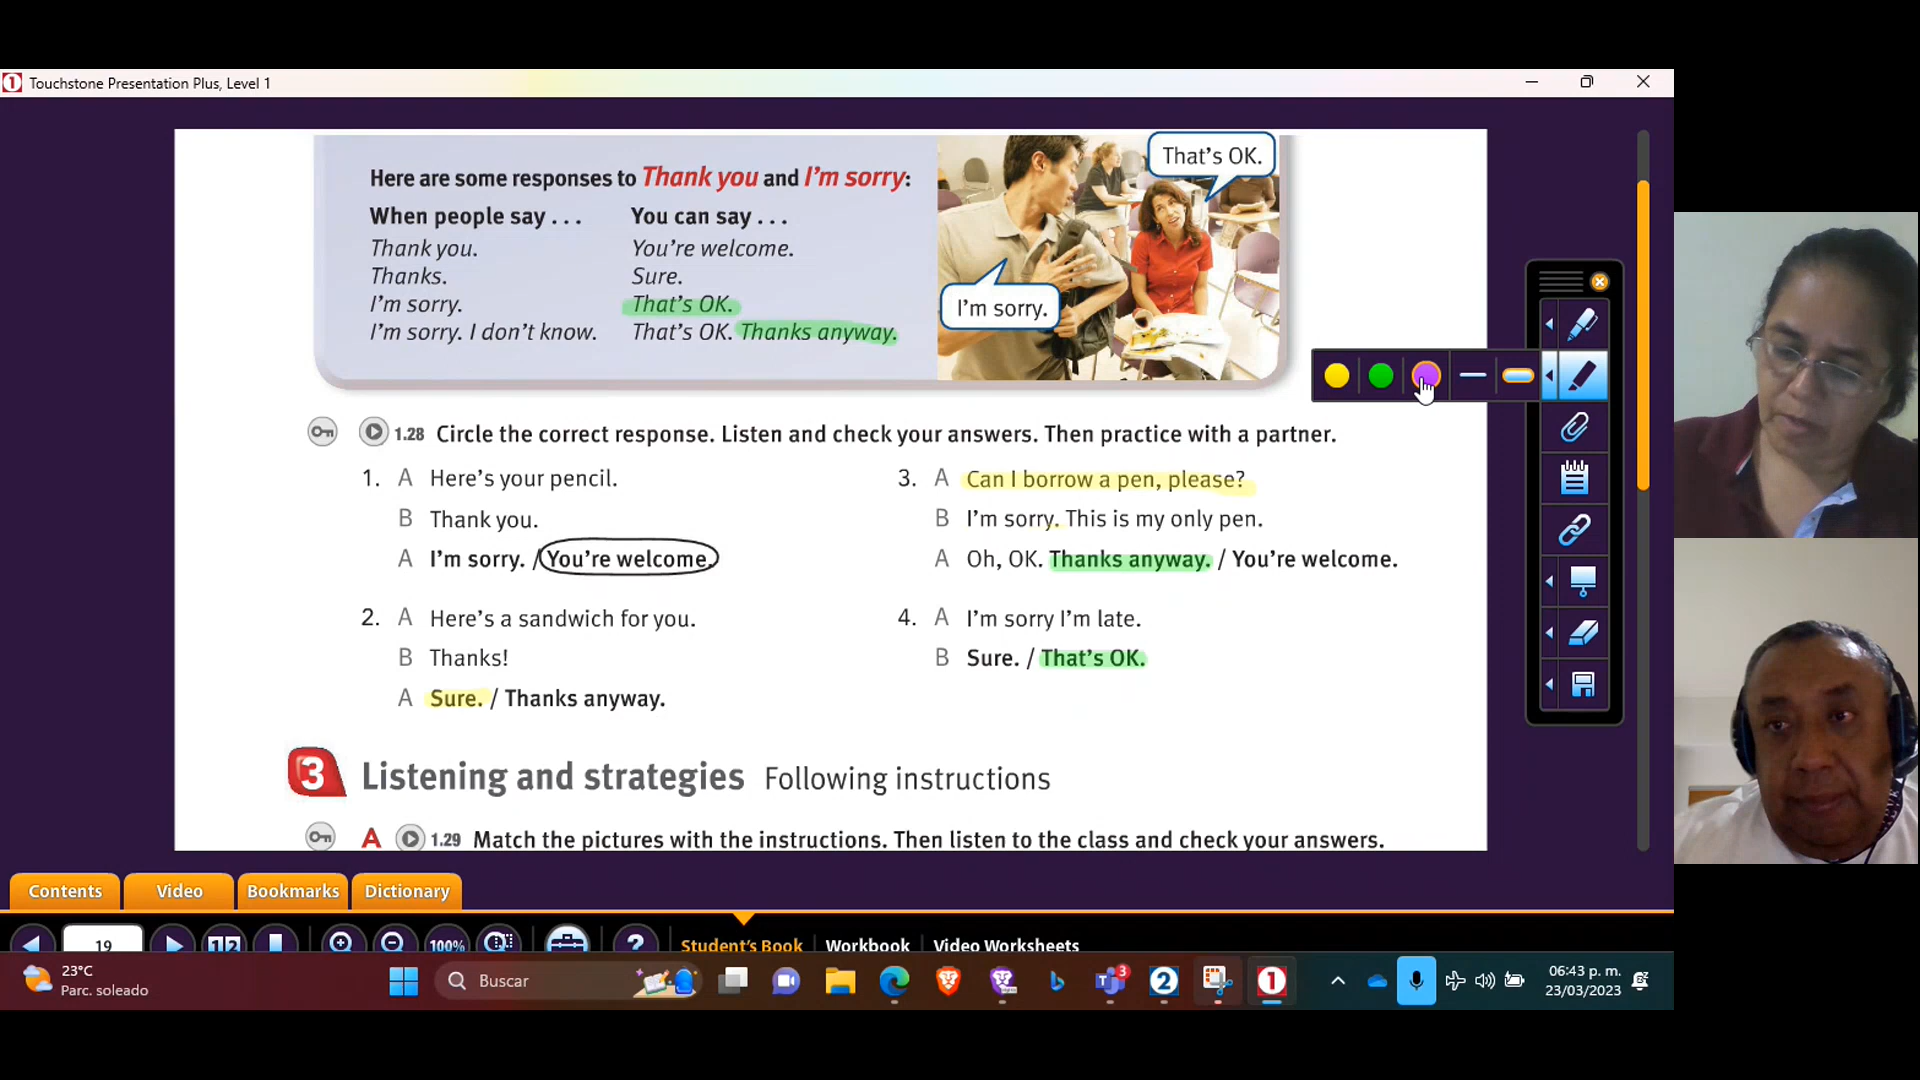 Touchstone Presentation Plus, Level 1
Here are some responses to Thank you and I'm sorry:
When people say . . . You can say . . .
Thank you. You're welcome.
Thanks. Sure.
I'm sorry. That's OK.
I'm sorry. I don't know. That's OK. Thanks anyway.
That's OK.
I'm sorry.
1.28 Circle the correct response. Listen and check your answers. Then practice with a partner.
1. A Here's your pencil.
B Thank you.
A I'm sorry. / You're welcome.
2. A Here's a sandwich for you.
B Thanks!
A Sure. / Thanks anyway.
3. A Can I borrow a pen, please?
B I'm sorry. This is my only pen.
A Oh, OK. Thanks anyway. / You're welcome.
4. A I'm sorry I'm late.
B Sure. / That's OK.
3 Listening and strategies Following instructions
A 1.29 Match the pictures with the instructions. Then listen to the class and check your answers.
Contents Video Bookmarks Dictionary
19 1 2 100% ? Student's Book Workbook Video Worksheets
23°C
Parc. soleado
Buscar
3
2
1
06:43 p. m.
23/03/2023